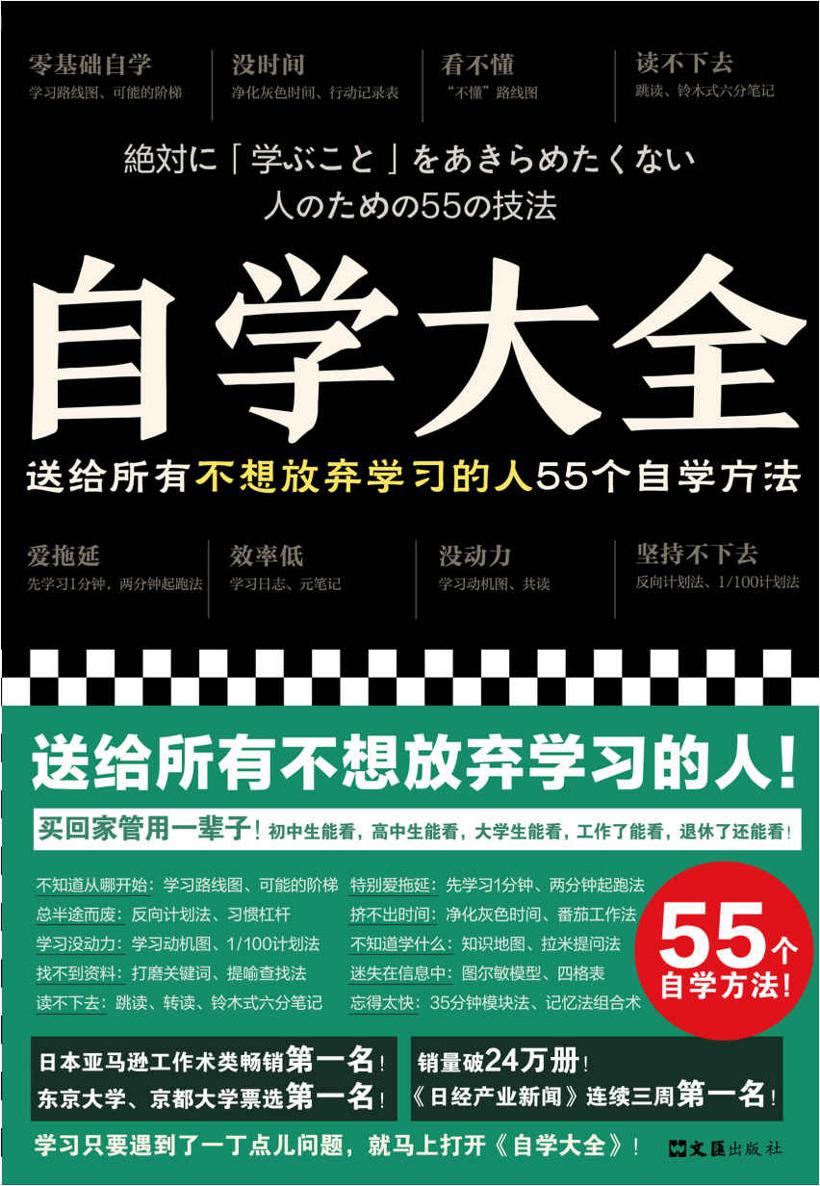 零基础自学
学习路线图、可能的阶梯
没时间
净化灰色时间、行动记录表
看不懂
“不懂”路线图
读不下去
跳读、铃木式六分笔记
絶対に「学ぶこと」をあきらめたくない
人のための55の技法
自学大全
送给所有不想放弃学习的人55个自学方法
爱拖延
先学习1分钟，两分钟起跑法
效率低
学习日志、元笔记
没动力
学习动机图、共读
坚持不下去
反向计划法、1/100计划法
送给所有不想放弃学习的人！
买回家管用一辈子！初中生能看，高中生能看，大学生能看，工作了能看，退休了还能看！
不知道从哪开始：学习路线图、可能的阶梯
总半途而废：反向计划法、习惯杠杆
学习没动力：学习动机图、1/100计划法
找不到资料：打磨关键词、提喻查找法
读不下去：跳读、转读、铃木式六分笔记
特别爱拖延：先学习1分钟、两分钟起跑法
挤不出时间：净化灰色时间、番茄工作法
不知道学什么：知识地图、拉米提问法
迷失在信息中：图尔敏模型、四格表
忘得太快：35分钟模块法、记忆法组合术
55个
自学方法！
日本亚马逊工作术类畅销第一名！
东京大学、京都大学票选第一名！
销量破24万册！
《日经产业新闻》连续三周第一名！
学习只要遇到了一丁点儿问题，就马上打开《自学大全》！
文匯出版社